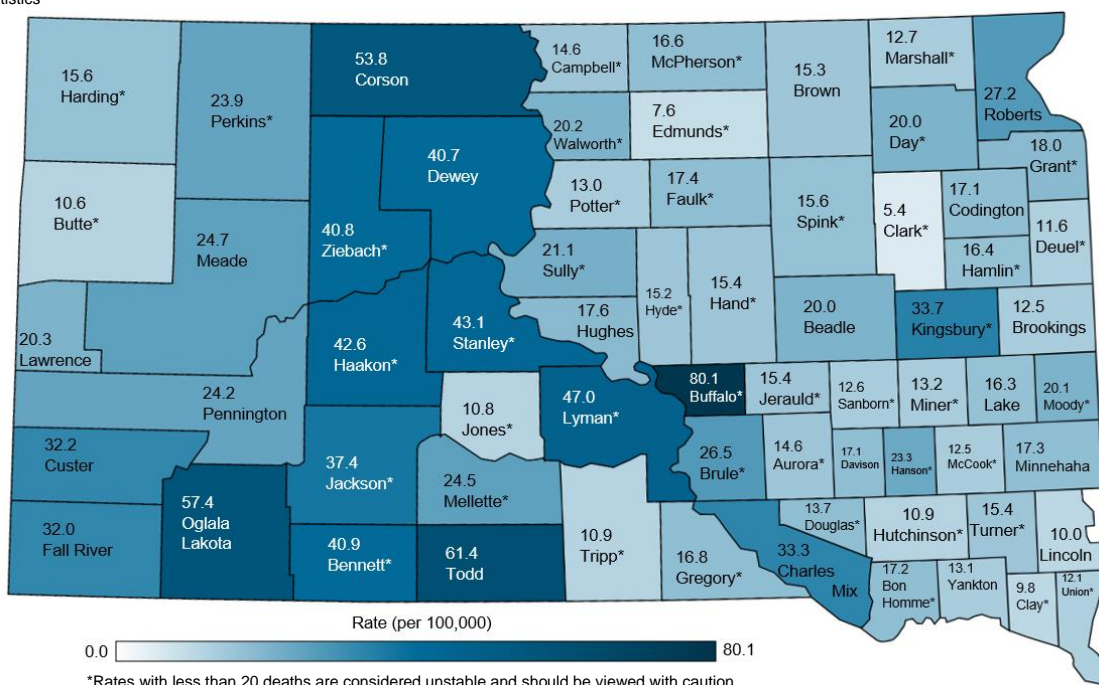 tistics
53.8
Corson
14.6
Campbell*
16.6
McPherson*
15.3
Brown
12.7
Marshall*
27.2
Roberts
15.6
Harding*
23.9
Perkins*
20.2
Walworth*
7.6
Edmunds*
20.0
Day*
18.0
Grant*
40.7
Dewey
10.6
Butte*
13.0
Potter*
17.4
Faulk*
15.6
Spink*
5.4
Clark*
17.1
Codington
11.6
Deuel*
16.4
Hamlin*
24.7
Meade
40.8
Ziebach*
21.1
Sully*
15.2
Hyde*
15.4
Hand*
20.0
Beadle
33.7
Kingsbury*
12.5
Brookings
20.3
Lawrence
42.6
Haakon*
43.1
Stanley*
17.6
Hughes
24.2
Pennington
10.8
Jones*
47.0
Lyman*
80.1
Buffalo*
15.4
Jerauld*
12.6
Sanborn*
13.2
Miner*
16.3
Lake
20.1
Moody*
32.2
Custer
37.4
Jackson*
24.5
Mellette*
26.5
Brule*
14.6
Aurora*
17.1
Davison
23.3
Hanson*
12.5
McCook*
17.3
Minnehaha
32.0
Fall River
57.4
Oglala
Lakota
40.9
Bennett*
61.4
Todd
10.9
Tripp*
16.8
Gregory*
13.7
Douglas*
33.3
Charles
Mix
10.9
Hutchinson*
15.4
Turner*
10.0
Lincoln
17.2
Bon
Homme*
13.1
Yankton
9.8
Clay*
12.1
Union*
Rate (per 100,000)
0.0
80.1
*Rates with less than 20 deaths are considered unstable and should be viewed with caution